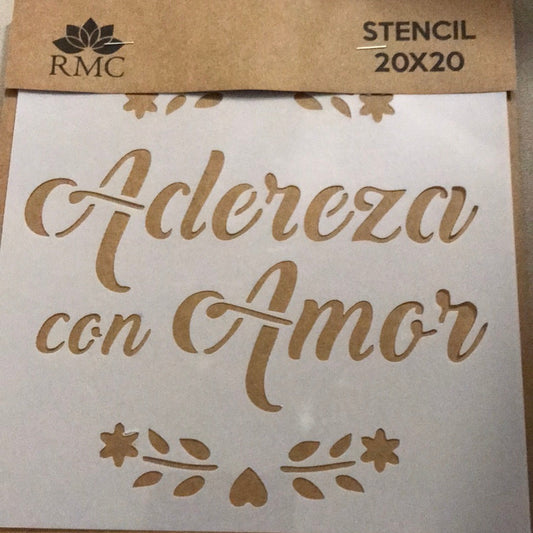 RMC
STENCIL
20X20
Adereza
con Amor